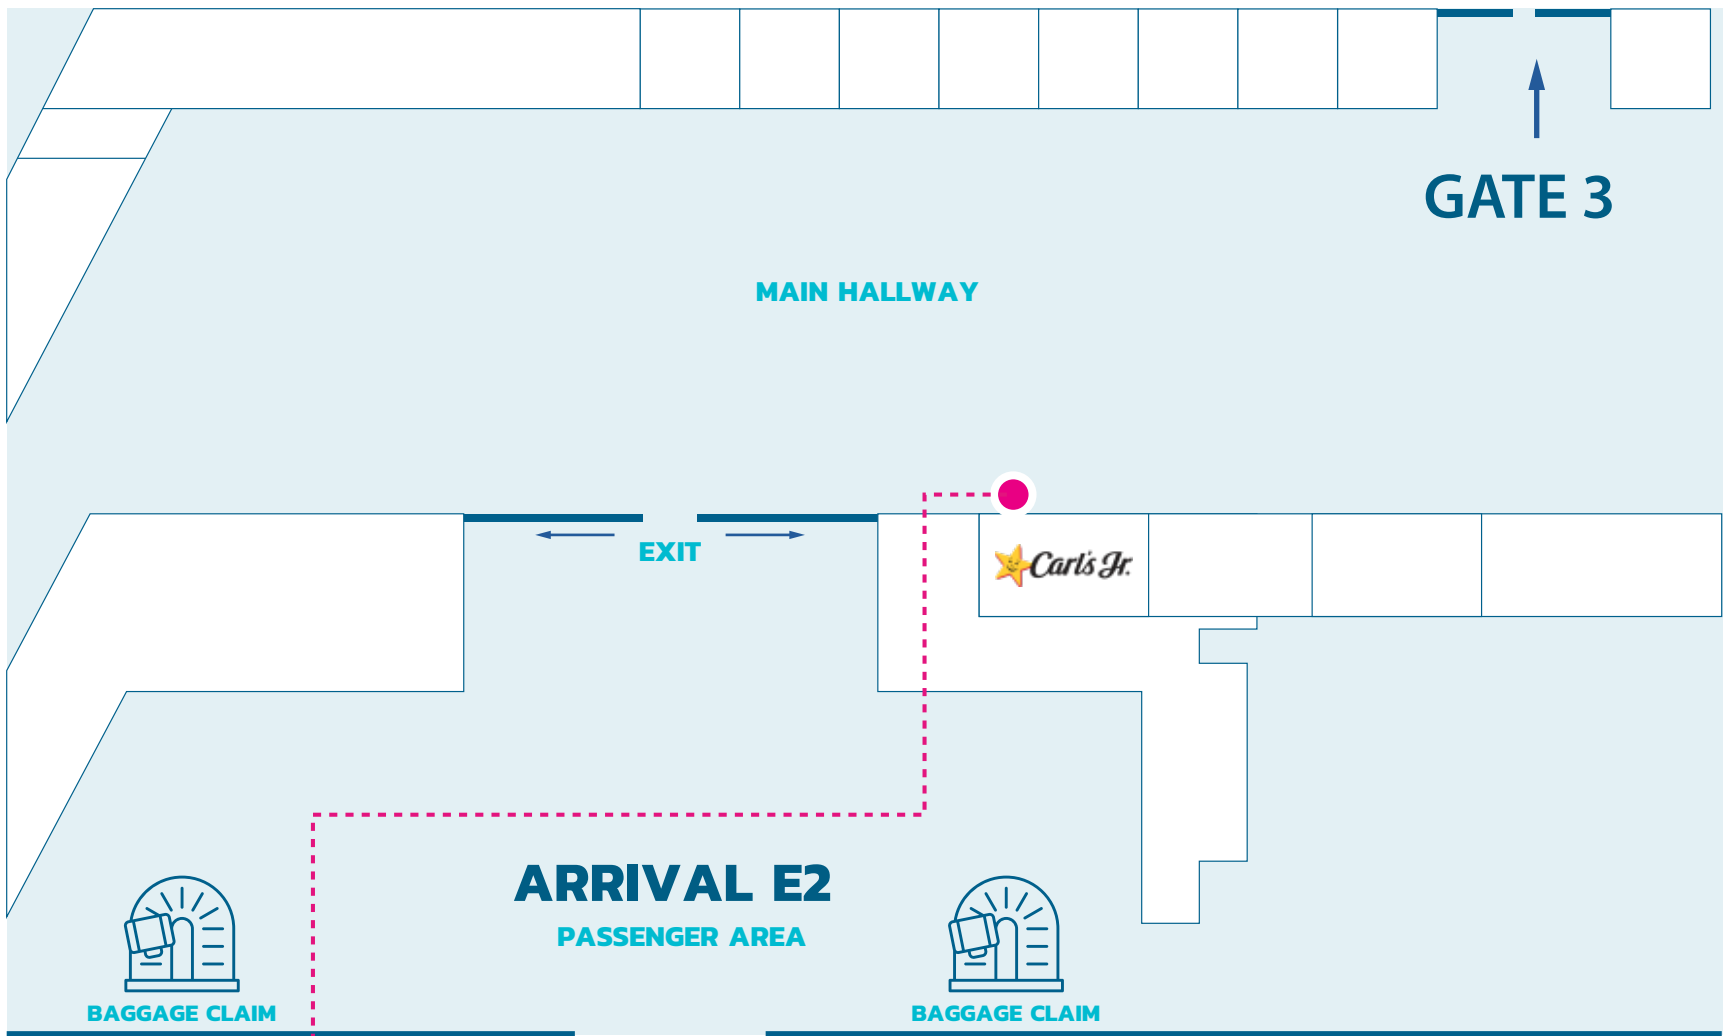 GATE 3
MAIN HALLWAY
EXIT
Carl's Jr.
ARRIVAL E2
PASSENGER AREA
BAGGAGE CLAIM
BAGGAGE CLAIM